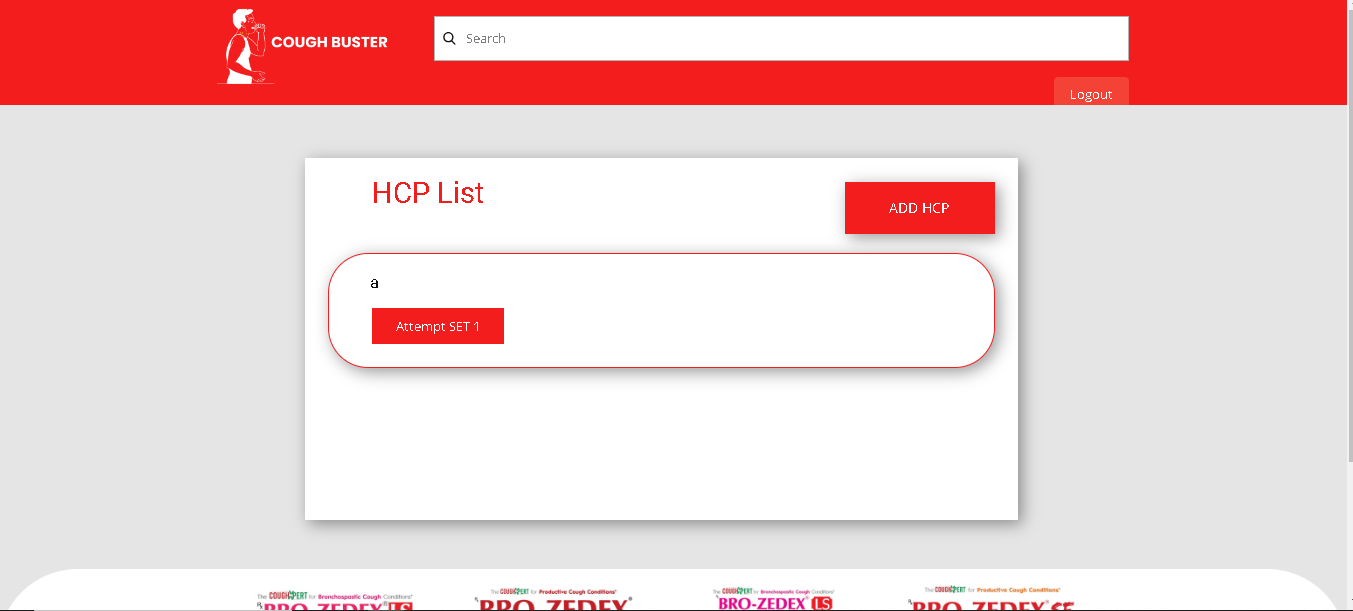 COUGH BUSTER
Search
Logout
HCP List
ADD HCP
a
Attempt SET 1
The COUGHXPERT for Bronchospastic Cough Conditions*
BRO-ZEDEX® LS
The COUGHXPERT for Productive Cough Conditions*
BRO-ZEDEX®
The COUGHXPERT for Bronchospastic Cough Conditions*
BRO-ZEDEX® LS
The COUGHXPERT for Productive Cough Conditions*
BRO-ZEDEX SF